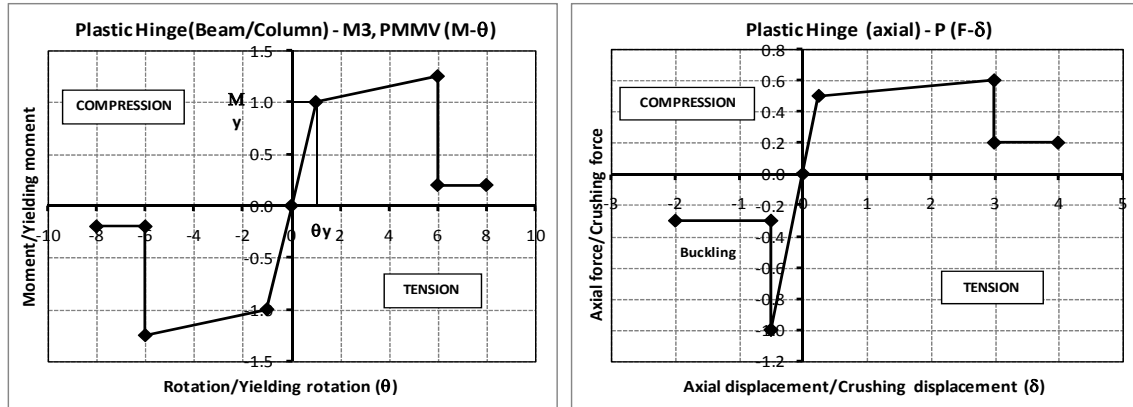 Plastic Hinge(Beam/Column) - M3, PMMV (M-θ)
Moment/Yielding moment
1.5
1.0
0.5
0.0
-0.5
-1.0
-1.5
COMPRESSION
M
y
-10 -8 -6 -4 -2 0 2 4 6 8 10
θy
TENSION
Rotation/Yielding rotation (θ)
Plastic Hinge (axial) - P (F-δ)
Axial force/Crushing force
0.8
0.6
0.4
0.2
0.0
-0.2
-0.4
-0.6
-0.8
-1.0
-1.2
COMPRESSION
-3 -2 -1 0 1 2 3 4 5
Buckling
TENSION
Axial displacement/Crushing displacement (δ)